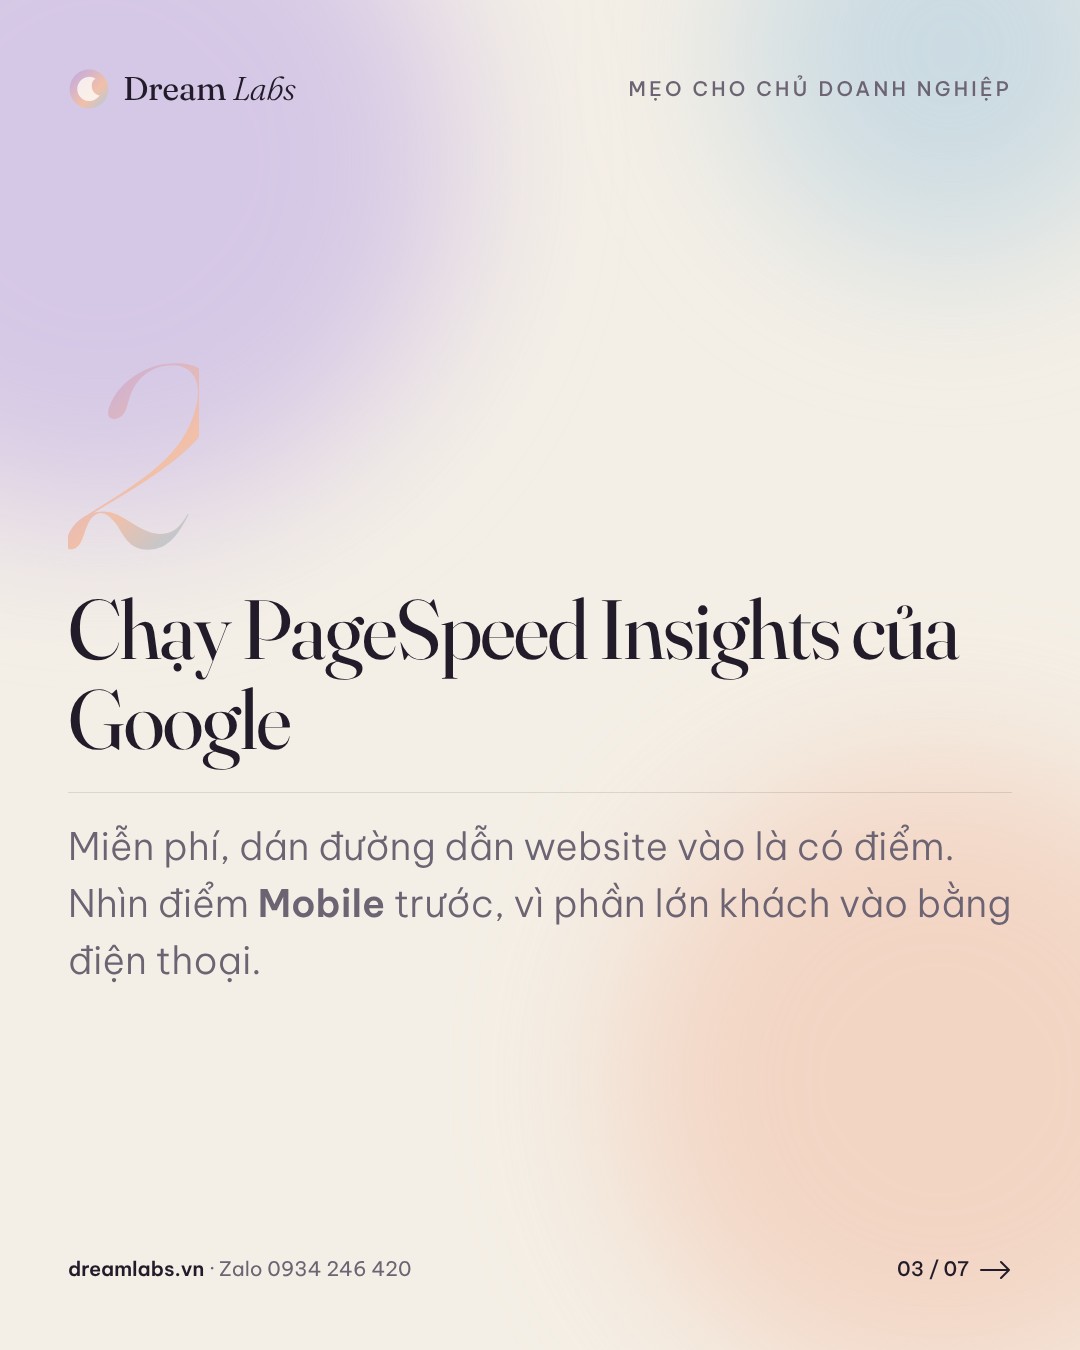 Dream Labs
MẸO CHO CHỦ DOANH NGHIỆP
2
Chạy PageSpeed Insights của
Google
Miễn phí, dán đường dẫn website vào là có điểm.
Nhìn điểm Mobile trước, vì phần lớn khách vào bằng
điện thoại.
dreamlabs.vn · Zalo 0934 246 420
03 / 07 →